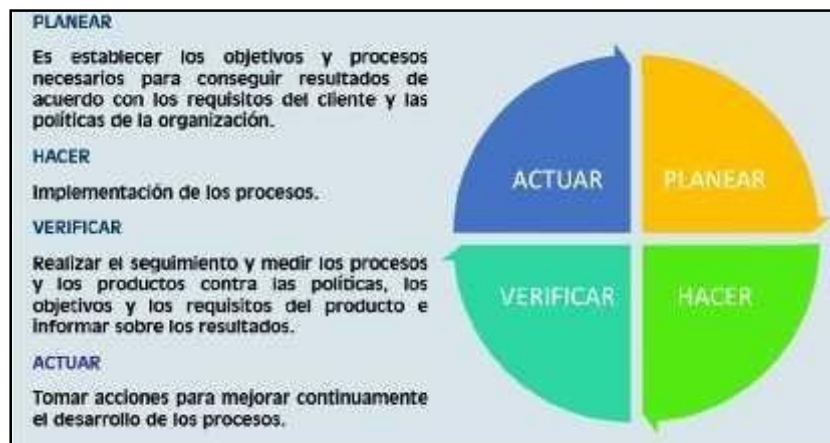 PLANEAR
Es establecer los objetivos y procesos
necesarios para conseguir resultados de
acuerdo con los requisitos del cliente y las
políticas de la organización.
HACER
Implementación de los procesos.
VERIFICAR
Realizar el seguimiento y medir los procesos
y los productos contra las políticas, los
objetivos y los requisitos del producto e
informar sobre los resultados.
ACTUAR
Tomar acciones para mejorar continuamente
el desarrollo de los procesos.
ACTUAR
PLANEAR
VERIFICAR
HACER